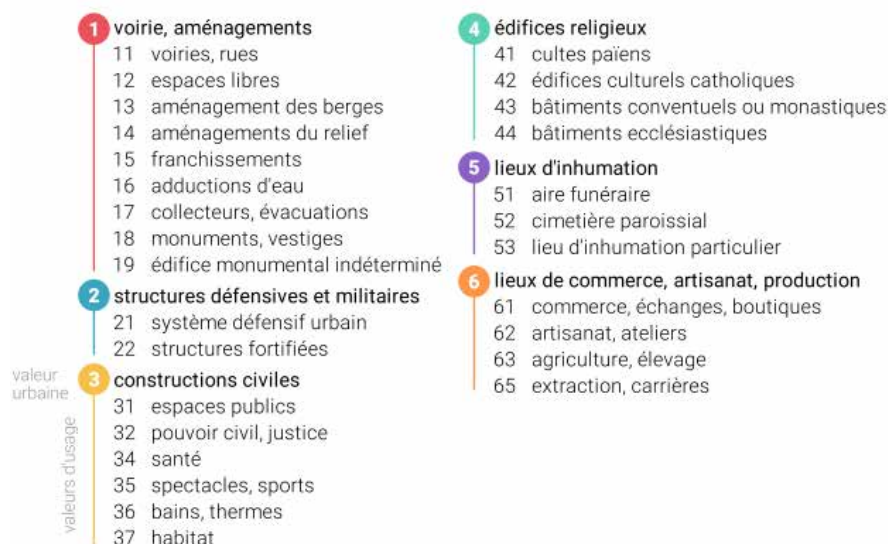 1 voirie, aménagements
11 voiries, rues
12 espaces libres
13 aménagement des berges
14 aménagements du relief
15 franchissements
16 adductions d'eau
17 collecteurs, évacuations
18 monuments, vestiges
19 édifice monumental indéterminé
2 structures défensives et militaires
21 système défensif urbain
22 structures fortifiées
valeur
urbaine
3 constructions civiles
valeurs d'usage
31 espaces publics
32 pouvoir civil, justice
34 santé
35 spectacles, sports
36 bains, thermes
37 habitat
4 édifices religieux
41 cultes païens
42 édifices culturels catholiques
43 bâtiments conventuels ou monastiques
44 bâtiments ecclésiastiques
5 lieux d'inhumation
51 aire funéraire
52 cimetière paroissial
53 lieu d'inhumation particulier
6 lieux de commerce, artisanat, production
61 commerce, échanges, boutiques
62 artisanat, ateliers
63 agriculture, élevage
65 extraction, carrières